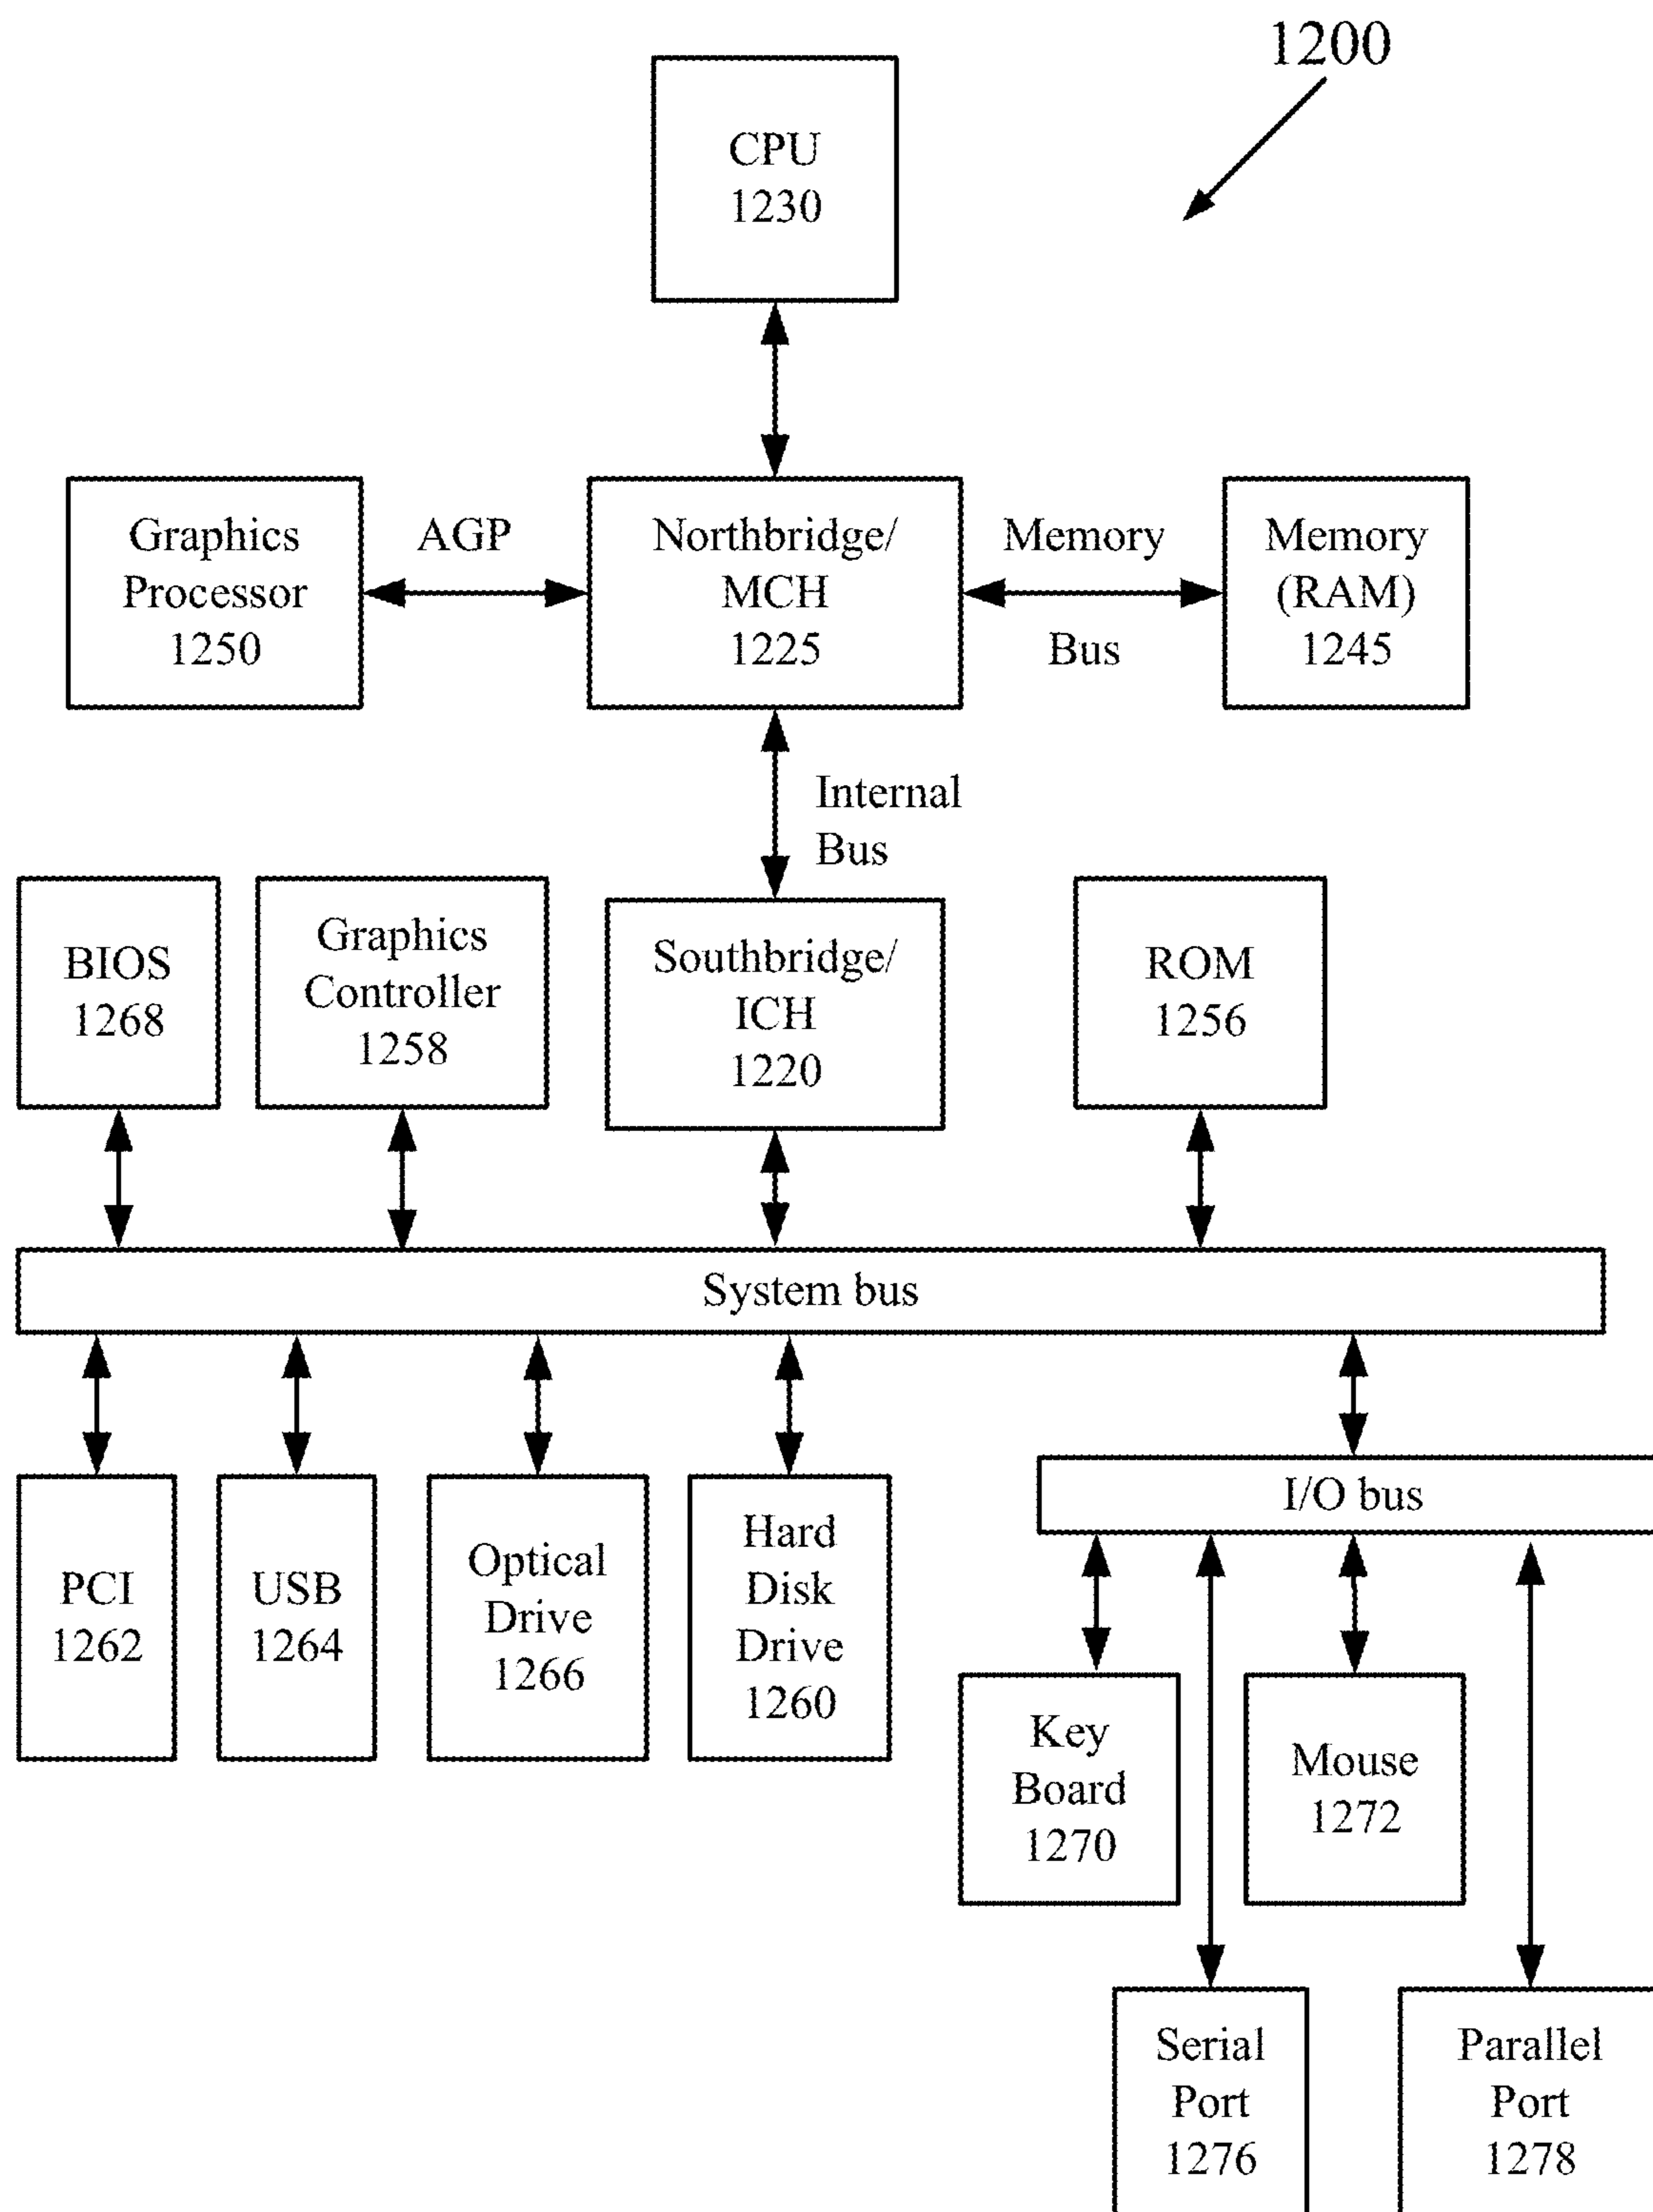 1200
CPU
1230
Graphics
Processor
1250
AGP
Northbridge/
MCH
1225
Memory
Bus
Memory
(RAM)
1245
Internal
Bus
BIOS
1268
Graphics
Controller
1258
Southbridge/
ICH
1220
ROM
1256
System bus
PCI
1262
USB
1264
Optical
Drive
1266
Hard
Disk
Drive
1260
I/O bus
Key
Board
1270
Mouse
1272
Serial
Port
1276
Parallel
Port
1278